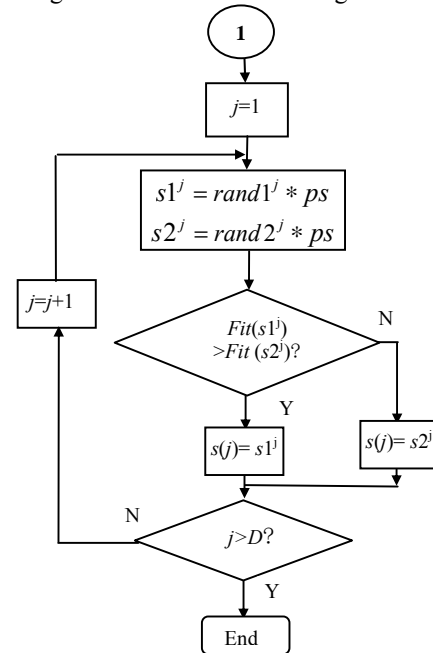 1
j=1
s1^j = rand1^j * ps
s2^j = rand2^j * ps
j=j+1
Fit(s1^j)
>Fit (s2^j)?
N
Y
s(j)= s1^j
s(j)= s2^j
N
j>D?
Y
End